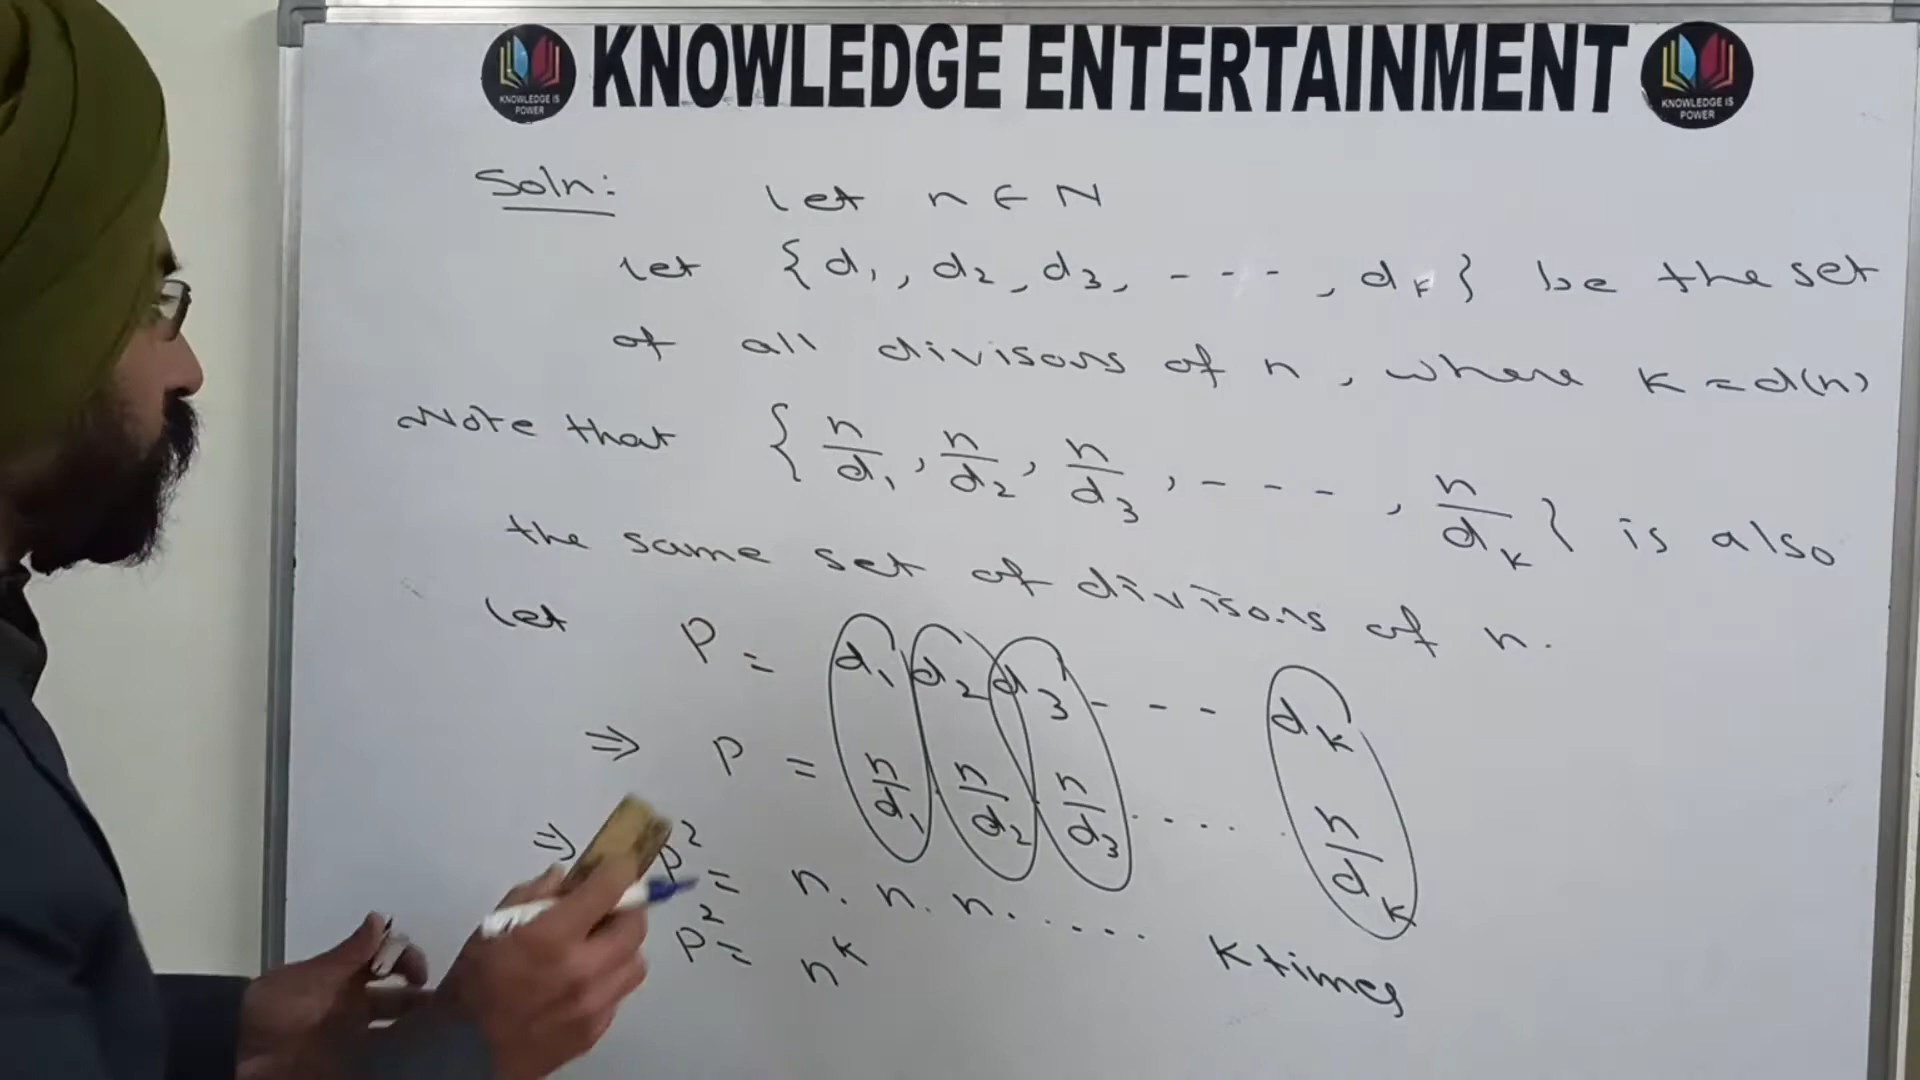 KNOWLEDGE ENTERTAINMENT
KNOWLEDGE IS
POWER
KNOWLEDGE IS
POWER
Soln: let n ∈ N
let {d₁, d₂, d₃, - - - , dₖ} be the set
of all divisors of n, where k = d(n)
Note that {n/d₁, n/d₂, n/d₃, - - - , n/dₖ} is also
the same set of divisors of n.
let P = d₁ d₂ d₃ - - - dₖ
⇒ P = n/d₁ n/d₂ · n/d₃ ····· n/dₖ
⇒ P² = n. n. n. ..... k times
P² = nᵏ